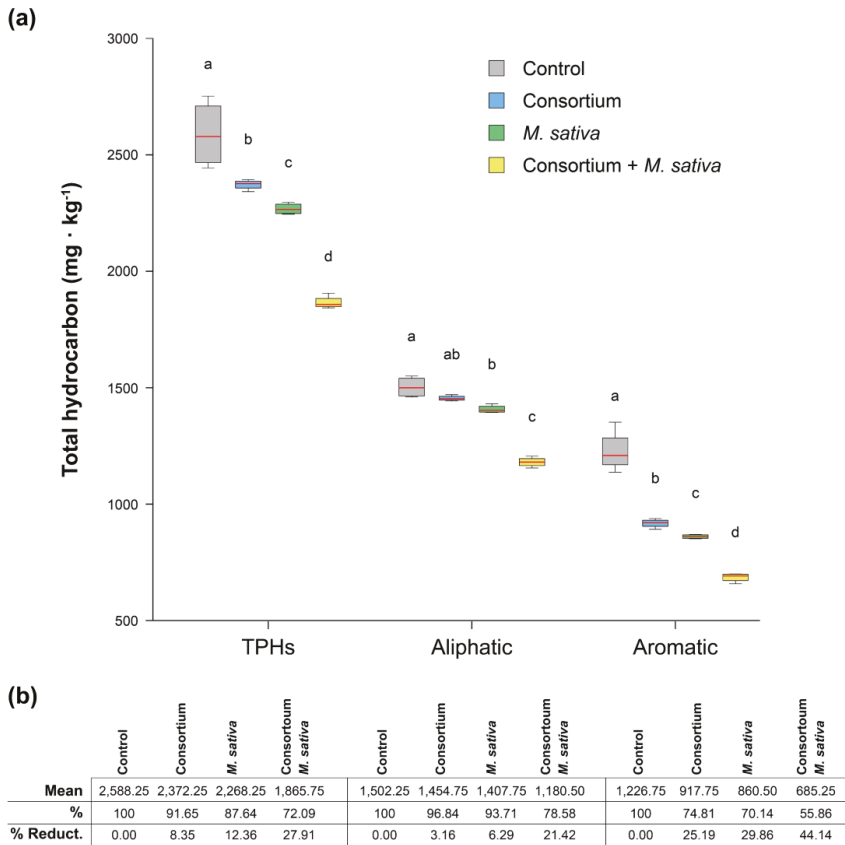 (a)
3000
2500
2000
1500
1000
500
Total hydrocarbon (mg · kg-1)
Control
Consortium
M. sativa
Consortium + M. sativa
a
b
c
d
a
ab
b
c
a
b
c
d
TPHs Aliphatic Aromatic
(b)
Control Consortium M. sativa Consortoum M. sativa Control Consortium M. sativa Consortoum M. sativa Control Consortium M. sativa Consortoum M. sativa
Mean 2,588.25 2,372.25 2,268.25 1,865.75 1,502.25 1,454.75 1,407.75 1,180.50 1,226.75 917.75 860.50 685.25
% 100 91.65 87.64 72.09 100 96.84 93.71 78.58 100 74.81 70.14 55.86
% Reduct. 0.00 8.35 12.36 27.91 0.00 3.16 6.29 21.42 0.00 25.19 29.86 44.14